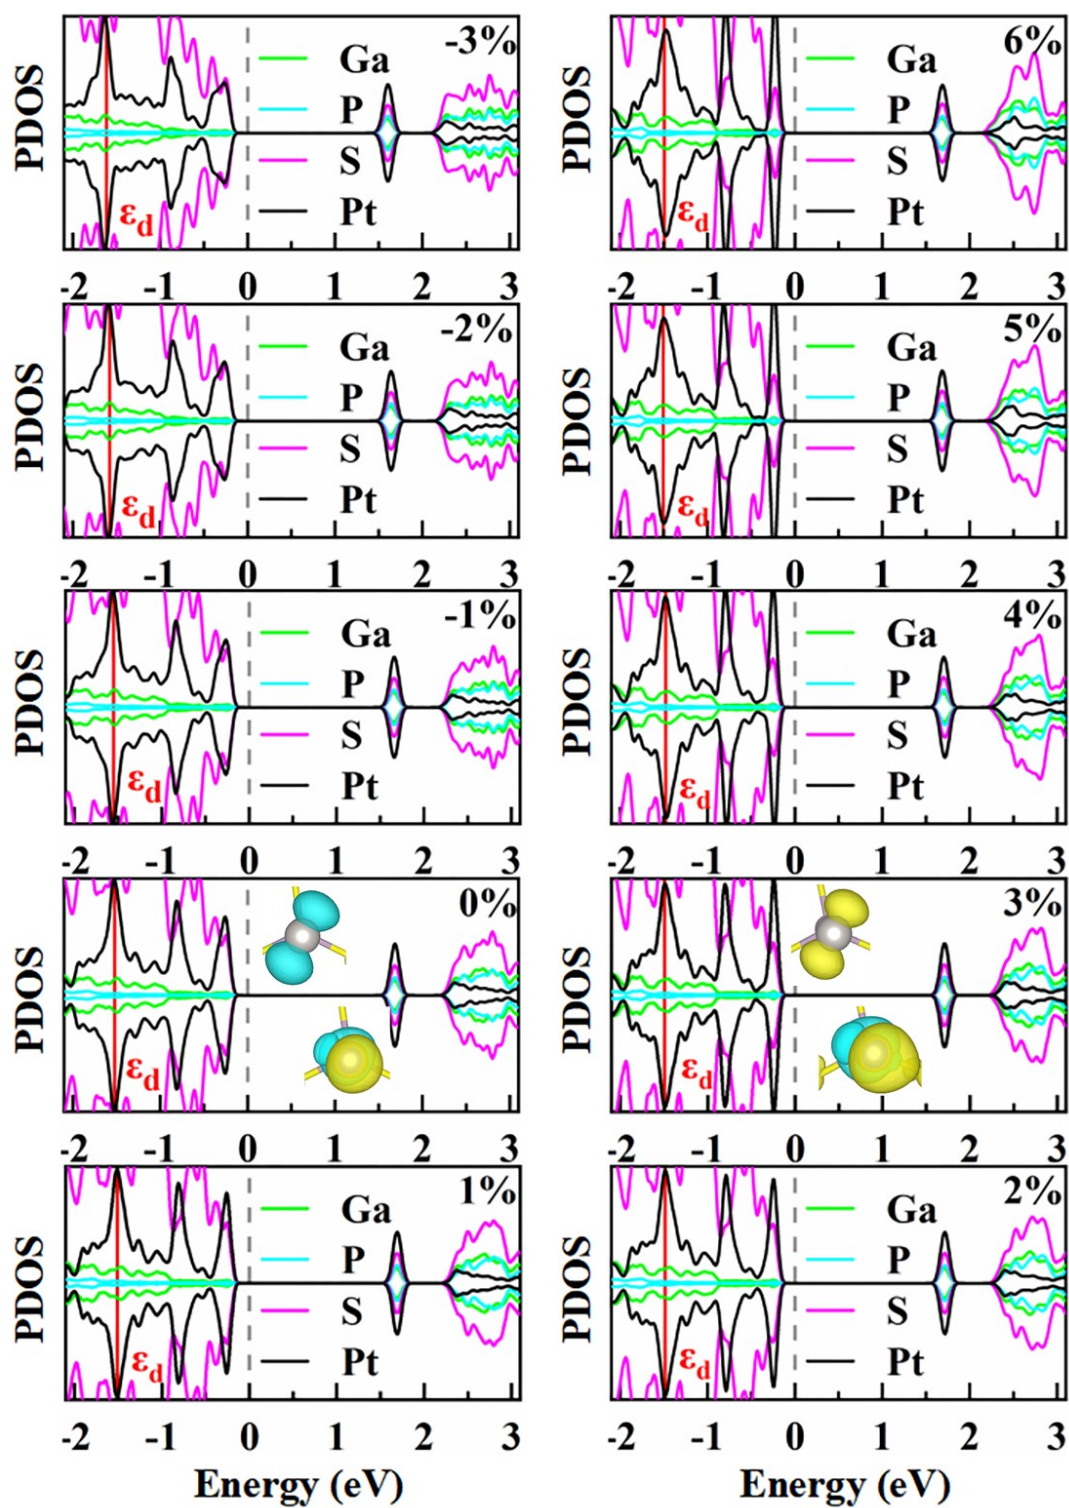 PDOS
-3%
Ga
P
S
Pt
εd
-2 -1 0 1 2 3
PDOS
6%
Ga
P
S
Pt
εd
-2 -1 0 1 2 3
PDOS
-2%
Ga
P
S
Pt
εd
-2 -1 0 1 2 3
PDOS
5%
Ga
P
S
Pt
εd
-2 -1 0 1 2 3
PDOS
-1%
Ga
P
S
Pt
εd
-2 -1 0 1 2 3
PDOS
4%
Ga
P
S
Pt
εd
-2 -1 0 1 2 3
PDOS
0%
εd
-2 -1 0 1 2 3
PDOS
3%
εd
-2 -1 0 1 2 3
PDOS
1%
Ga
P
S
Pt
εd
-2 -1 0 1 2 3
Energy (eV)
PDOS
2%
Ga
P
S
Pt
εd
-2 -1 0 1 2 3
Energy (eV)